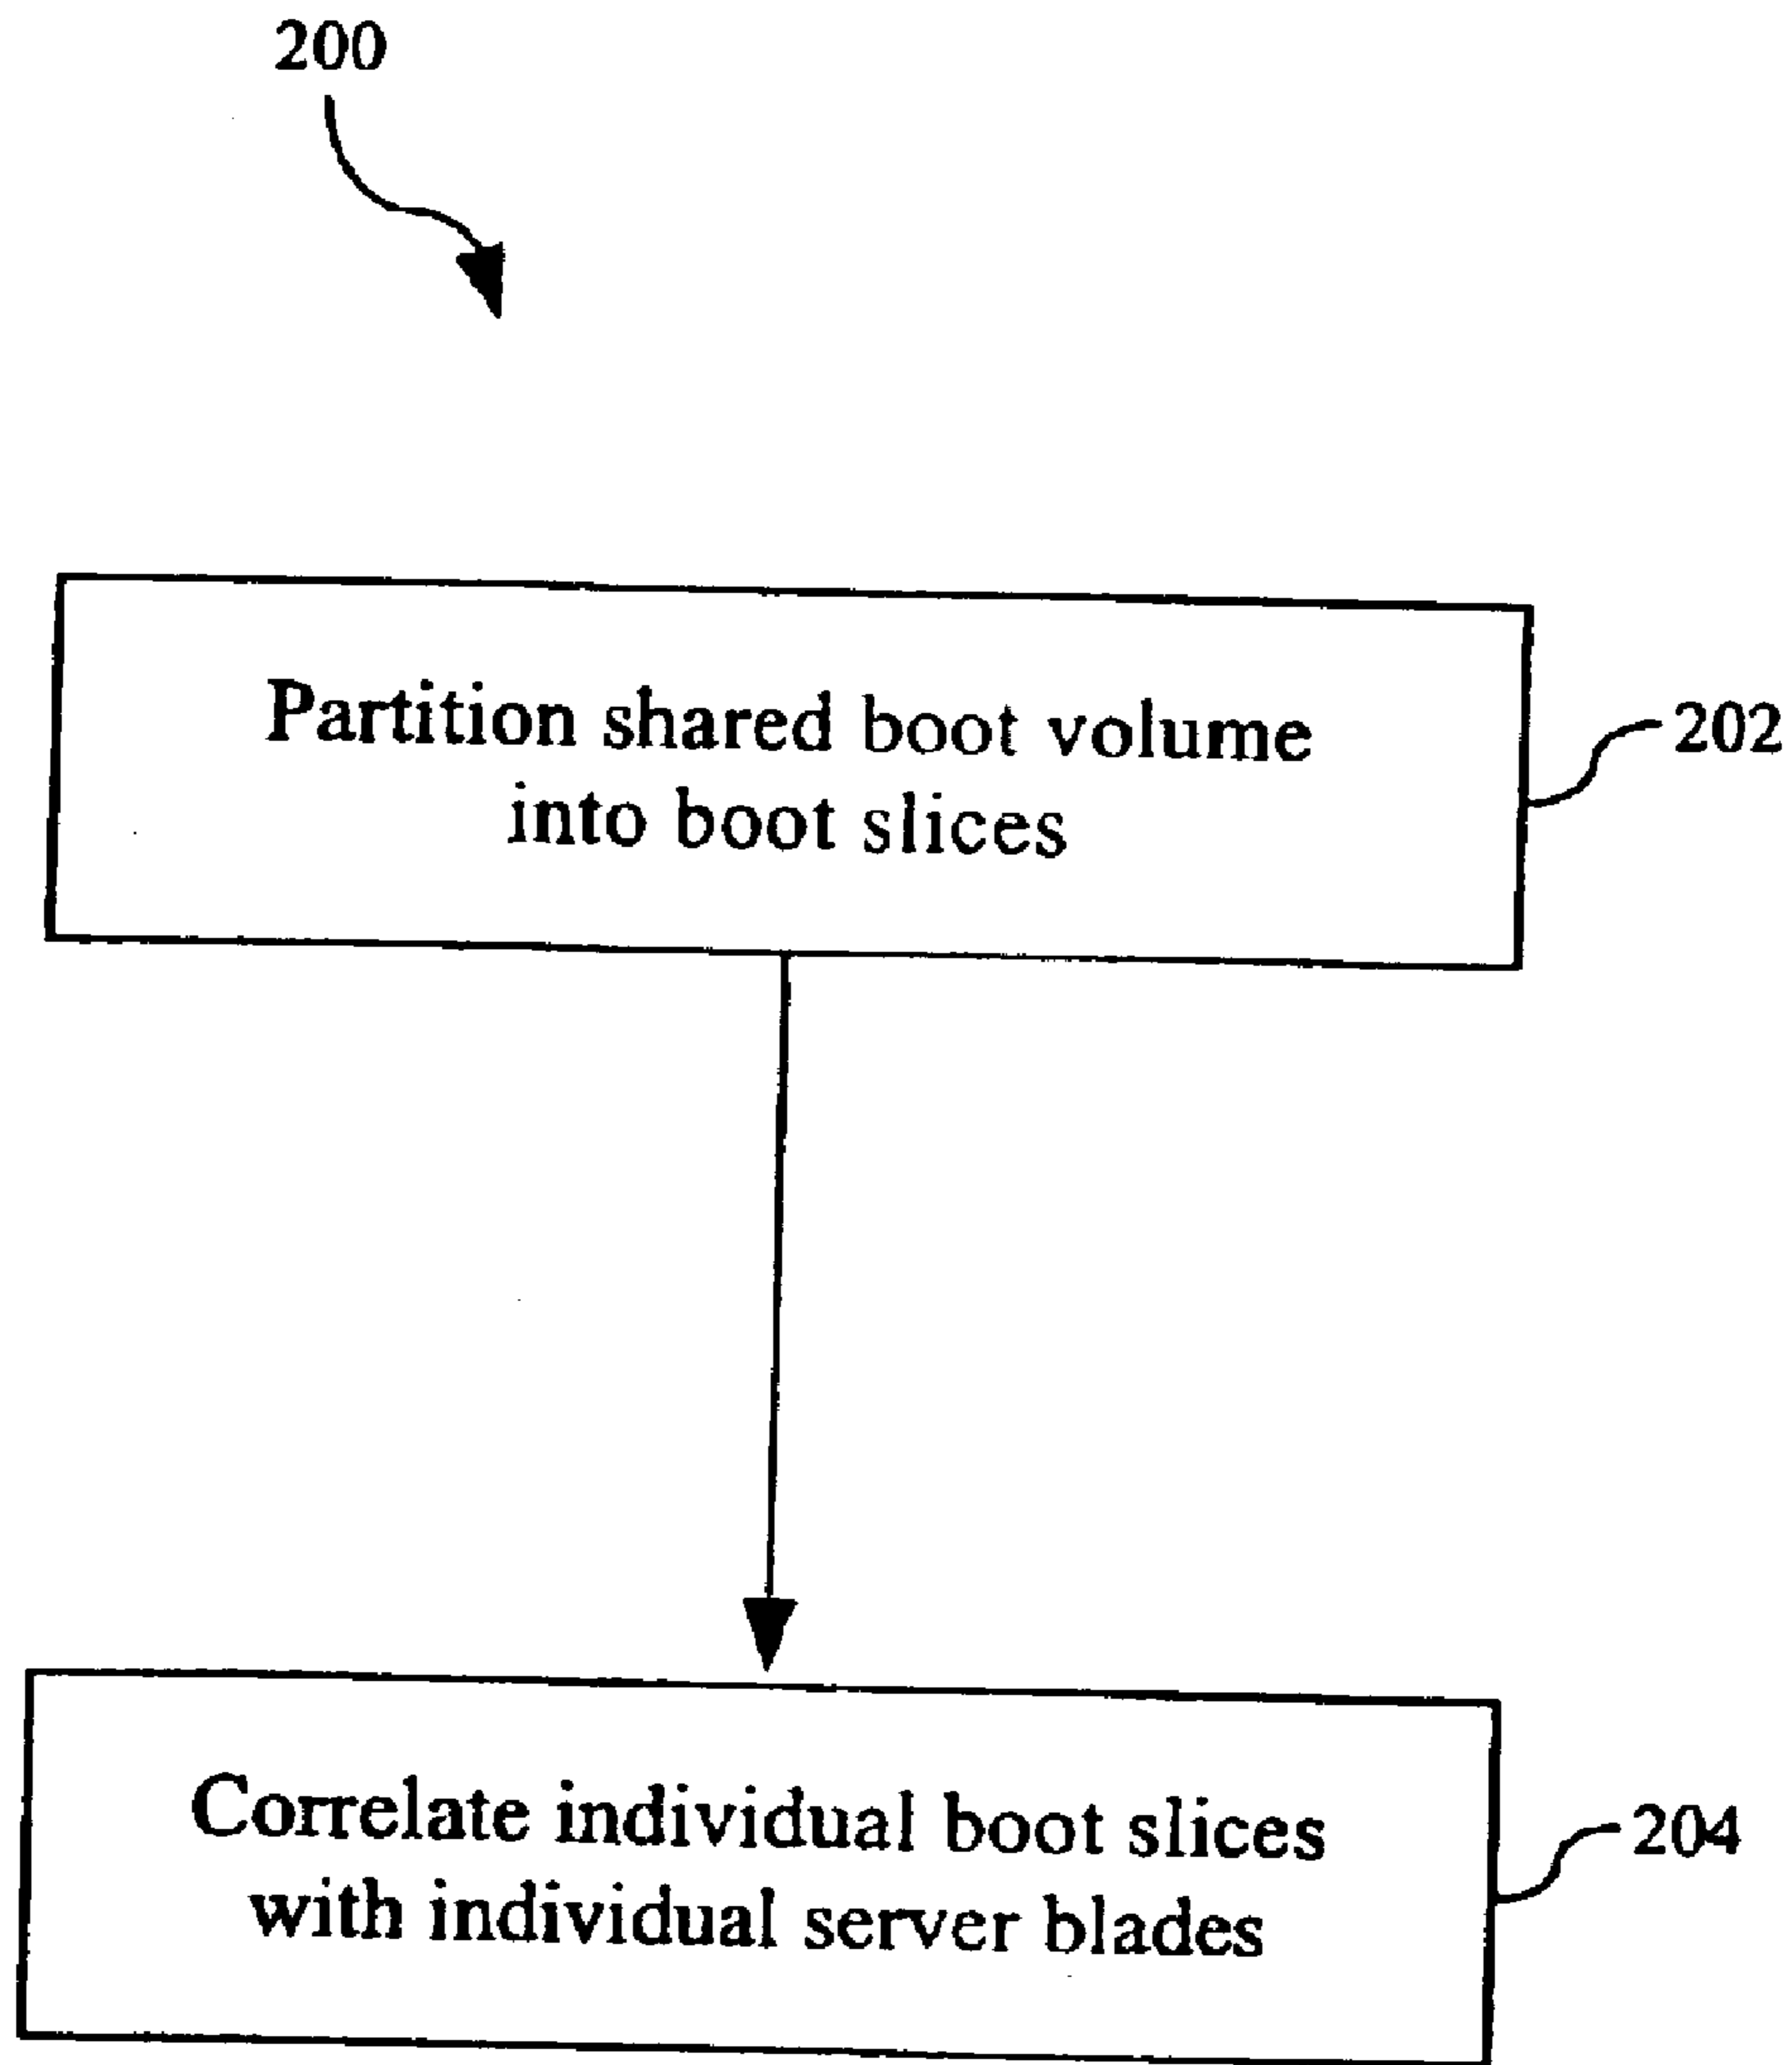 200
Partition shared boot volume
into boot slices
202
Correlate individual boot slices
with individual server blades
204